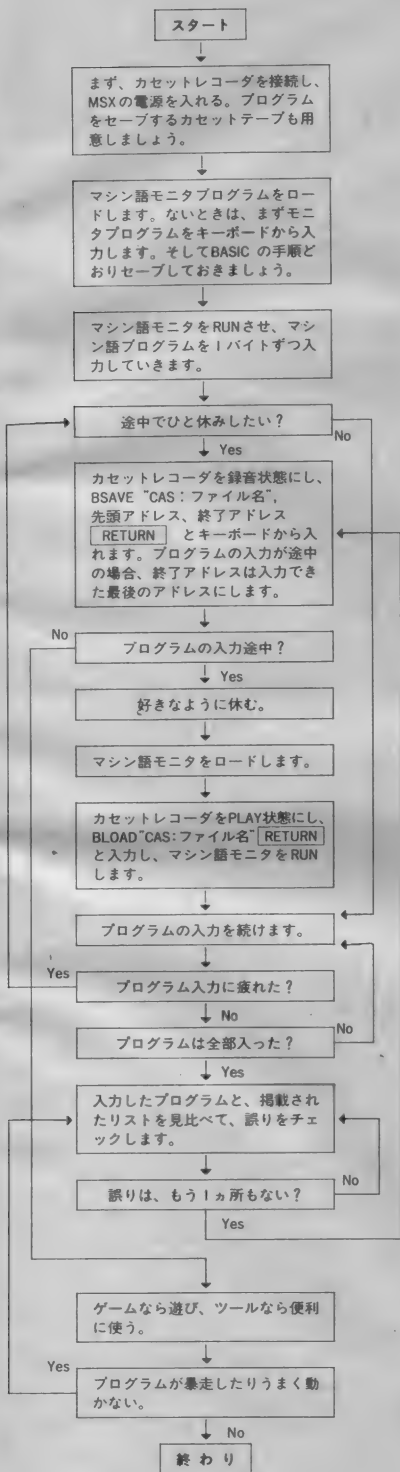 スタート
まず、カセットレコーダを接続し、
MSXの電源を入れる。プログラム
をセーブするカセットテープも用
意しましょう。
マシン語モニタプログラムをロー
ドします。ないときは、まずモニ
タプログラムをキーボードから入
力します。そしてBASICの手順ど
おりセーブしておきましょう。
マシン語モニタをRUNさせ、マシ
ン語プログラムを1バイトずつ入
力していきます。
途中でひと休みしたい?
No
Yes
カセットレコーダを録音状態にし、
BSAVE "CAS:ファイル名",
先頭アドレス、終了アドレス
RETURN とキーボードから入
れます。プログラムの入力が途中
の場合、終了アドレスは入力でき
た最後のアドレスにします。
No
プログラムの入力途中?
Yes
好きなように休む。
マシン語モニタをロードします。
カセットレコーダをPLAY状態にし、
BLOAD"CAS:ファイル名" RETURN
と入力し、マシン語モニタをRUN
します。
プログラムの入力を続けます。
Yes
プログラム入力に疲れた?
No
プログラムは全部入った?
No
Yes
入力したプログラムと、掲載され
たリストを見比べて、誤りをチェ
ックします。
誤りは、もう1ヵ所もない?
No
Yes
ゲームなら遊び、ツールなら便利
に使う。
Yes
プログラムが暴走したりうまく動
かない。
No
終わり